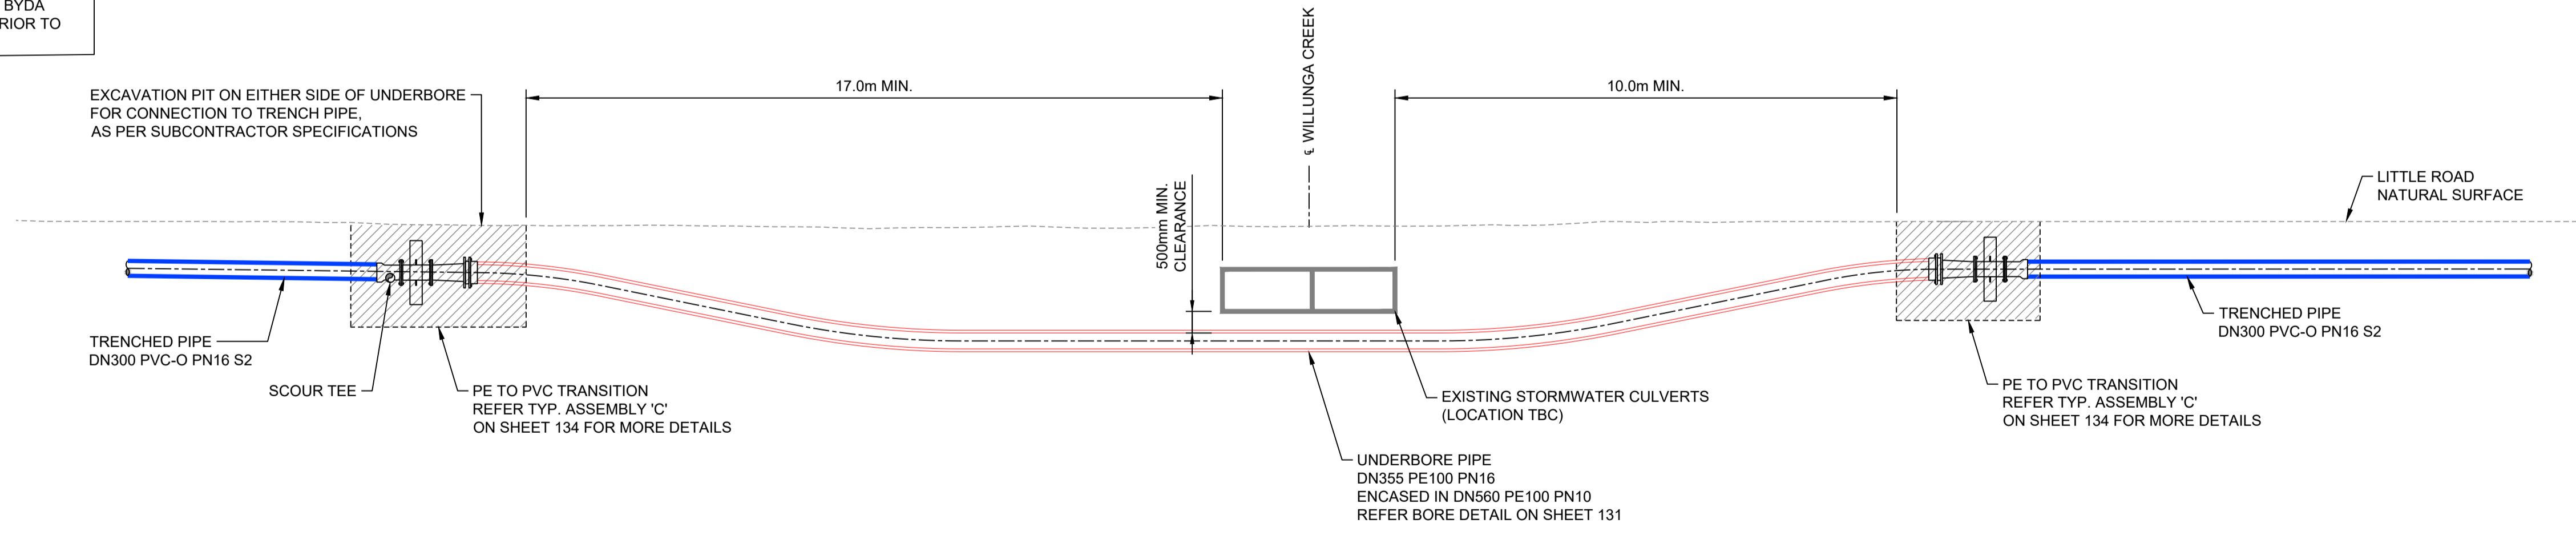 BYDA
RIOR TO
EXCAVATION PIT ON EITHER SIDE OF UNDERBORE
FOR CONNECTION TO TRENCH PIPE,
AS PER SUBCONTRACTOR SPECIFICATIONS
17.0m MIN.
℄ WILLUNGA CREEK
10.0m MIN.
500mm MIN.
CLEARANCE
LITTLE ROAD
NATURAL SURFACE
TRENCHED PIPE
DN300 PVC-O PN16 S2
SCOUR TEE
PE TO PVC TRANSITION
REFER TYP. ASSEMBLY 'C'
ON SHEET 134 FOR MORE DETAILS
EXISTING STORMWATER CULVERTS
(LOCATION TBC)
UNDERBORE PIPE
DN355 PE100 PN16
ENCASED IN DN560 PE100 PN10
REFER BORE DETAIL ON SHEET 131
TRENCHED PIPE
DN300 PVC-O PN16 S2
PE TO PVC TRANSITION
REFER TYP. ASSEMBLY 'C'
ON SHEET 134 FOR MORE DETAILS